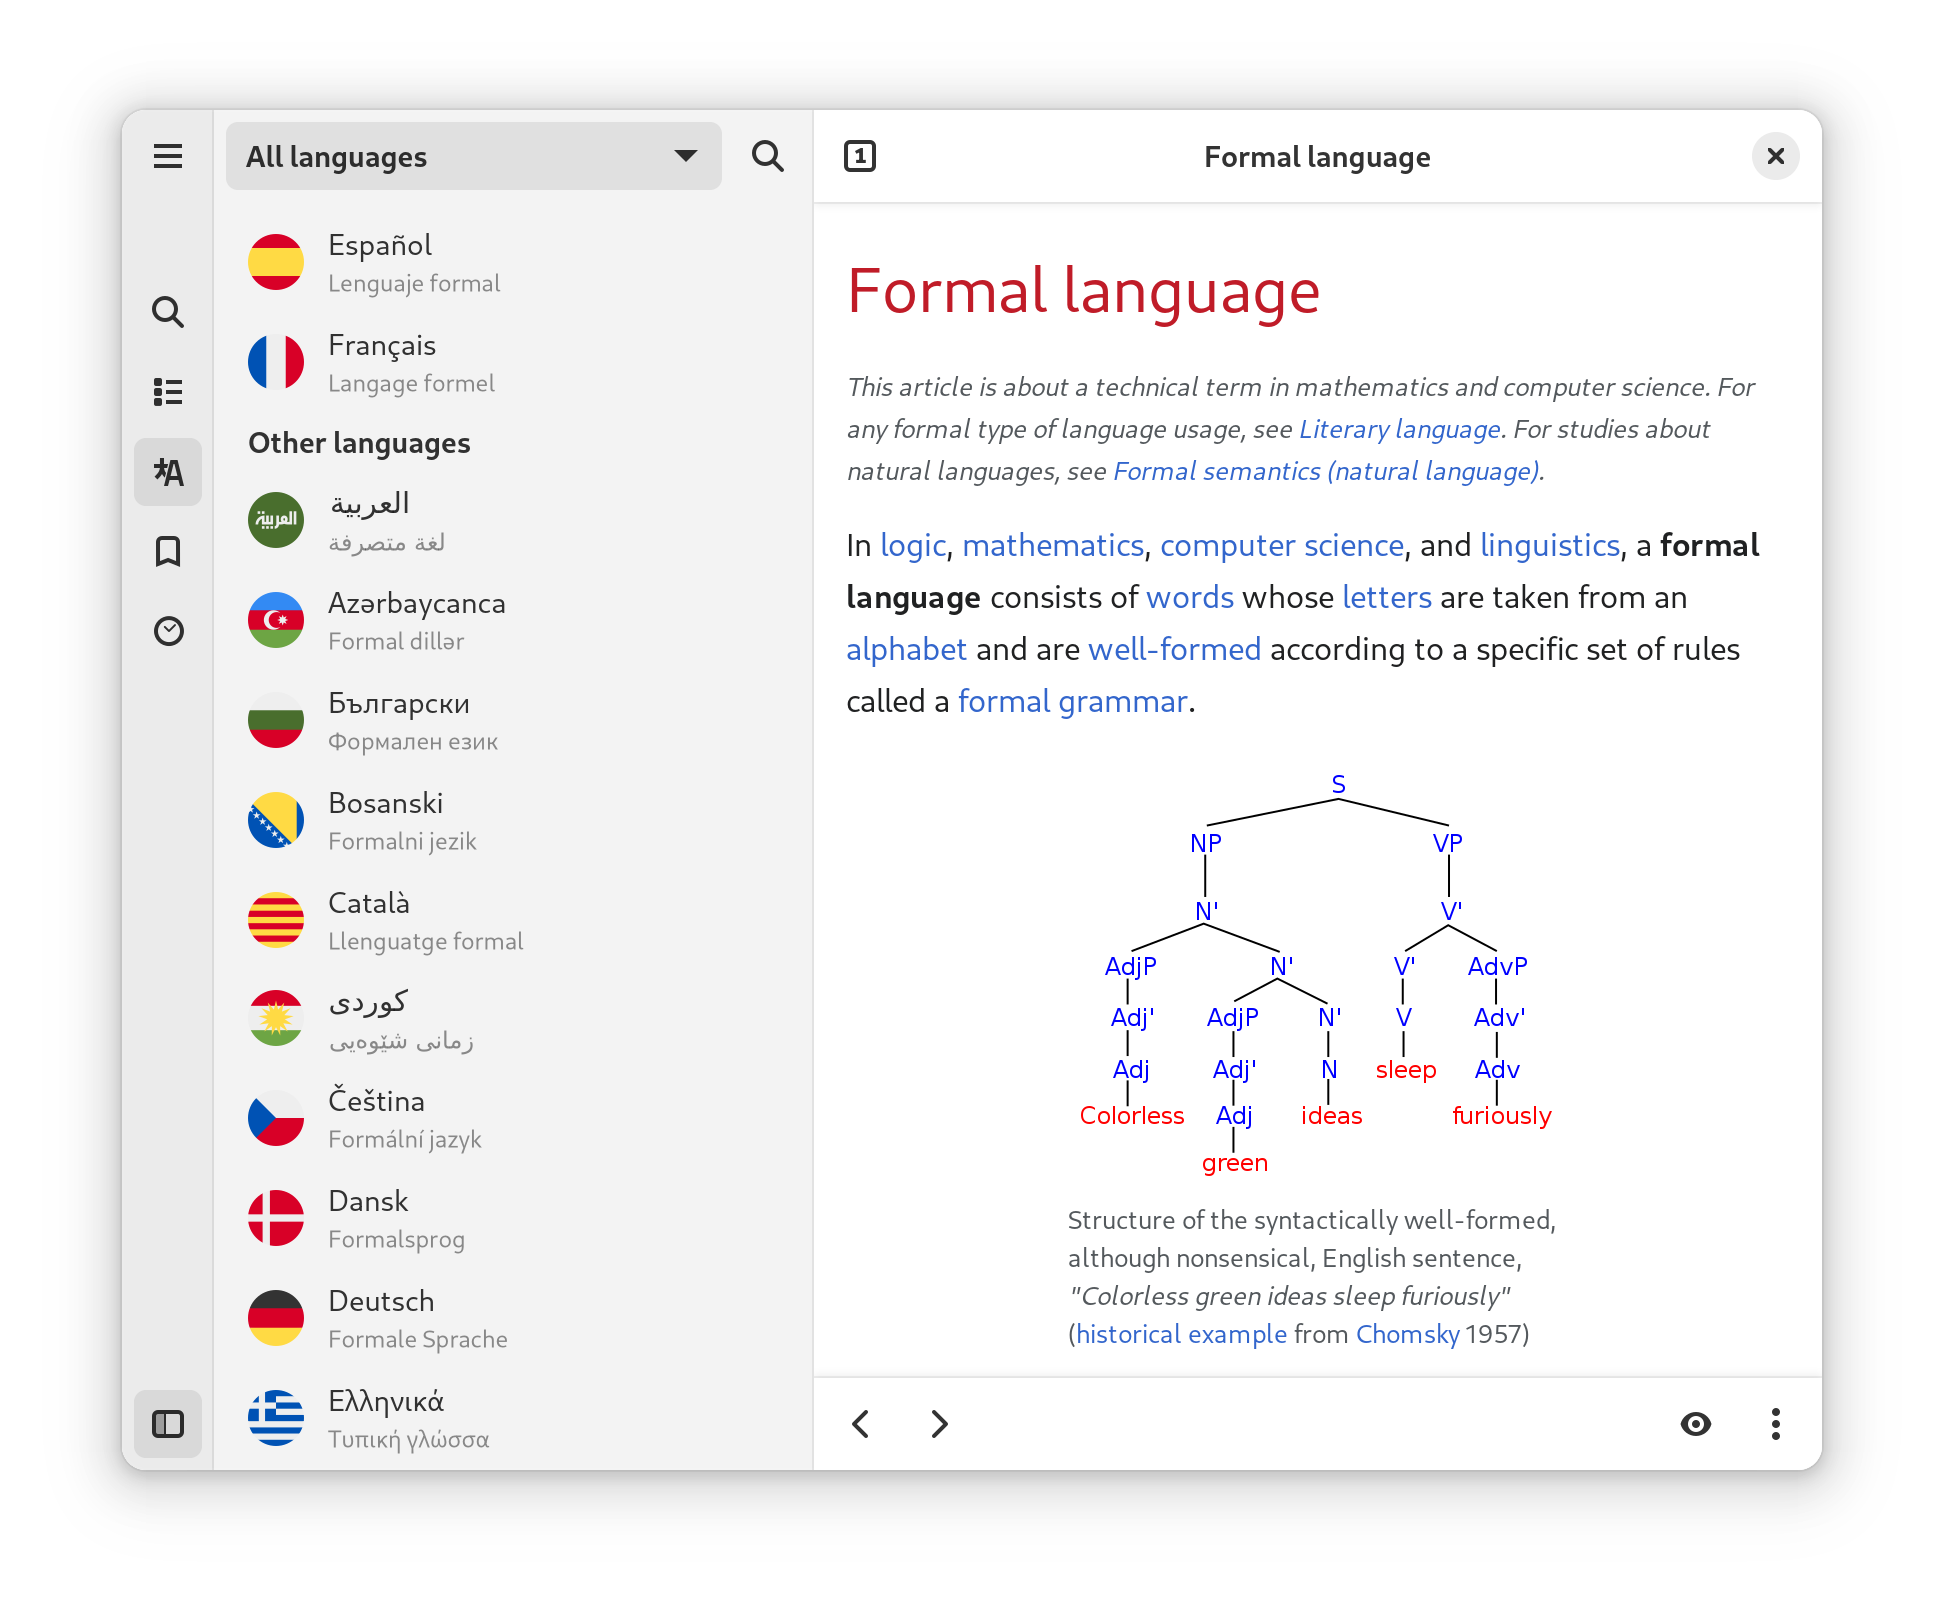 All languages
Español
Lenguaje formal
Français
Langage formel
Other languages
العربية
العربية
لغة متصرفة
Azərbaycanca
Formal dillər
Български
Формален език
Bosanski
Formalni jezik
Català
Llenguatge formal
کوردی
زمانی شێوەیی
Čeština
Formální jazyk
Dansk
Formalsprog
Deutsch
Formale Sprache
Ελληνικά
Τυπική γλώσσα
1
Formal language
Formal language
This article is about a technical term in mathematics and computer science. For
any formal type of language usage, see Literary language. For studies about
natural languages, see Formal semantics (natural language).
In logic, mathematics, computer science, and linguistics, a formal
language consists of words whose letters are taken from an
alphabet and are well-formed according to a specific set of rules
called a formal grammar.
S
NP VP
N' V'
AdjP N' V' AdvP
Adj' AdjP N' V Adv'
Adj Adj' N sleep Adv
Colorless Adj ideas furiously
green
Structure of the syntactically well-formed,
although nonsensical, English sentence,
"Colorless green ideas sleep furiously"
(historical example from Chomsky 1957)